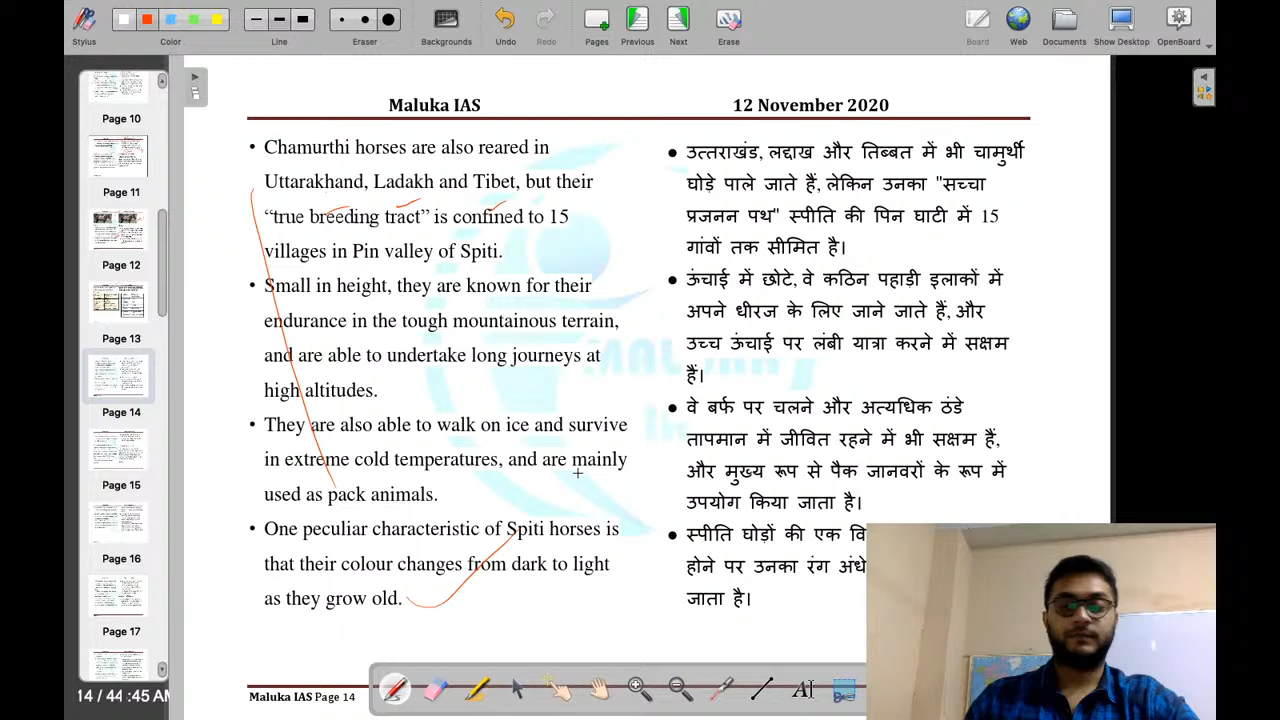 Stylus
Color
Line
Eraser
Backgrounds
Undo
Redo
Pages
Previous
Next
Erase
Board
Web
Documents
Show Desktop
OpenBoard
Page 10
Page 11
Page 12
Page 13
Page 14
Page 15
Page 16
Page 17
14 / 44 :45 AM
Maluka IAS
12 November 2020
• Chamurthi horses are also reared in
Uttarakhand, Ladakh and Tibet, but their
“true breeding tract” is confined to 15
villages in Pin valley of Spiti.
• Small in height, they are known for their
endurance in the tough mountainous terrain,
and are able to undertake long journeys at
high altitudes.
• They are also able to walk on ice and survive
in extreme cold temperatures, and are mainly
used as pack animals.
• One peculiar characteristic of Spiti horses is
that their colour changes from dark to light
as they grow old.
• उत्तराखंड, लद्दाख और तिब्बत में भी चामुर्थी
घोड़े पाले जाते हैं, लेकिन उनका "सच्चा
प्रजनन पथ" स्पीति की पिन घाटी में 15
गांवों तक सीमित है।
• ऊंचाई में छोटे, वे कठिन पहाड़ी इलाकों में
अपने धीरज के लिए जाने जाते हैं, और
उच्च ऊंचाई पर लंबी यात्रा करने में सक्षम
हैं।
• वे बर्फ पर चलने और अत्यधिक ठंडे
तापमान में जीवित रहने में भी सक्षम हैं,
और मुख्य रूप से पैक जानवरों के रूप में
उपयोग किया जाता है।
• स्पीति घोड़ों की एक वि
होने पर उनका रंग अंधे
जाता है।
Maluka IAS Page 14